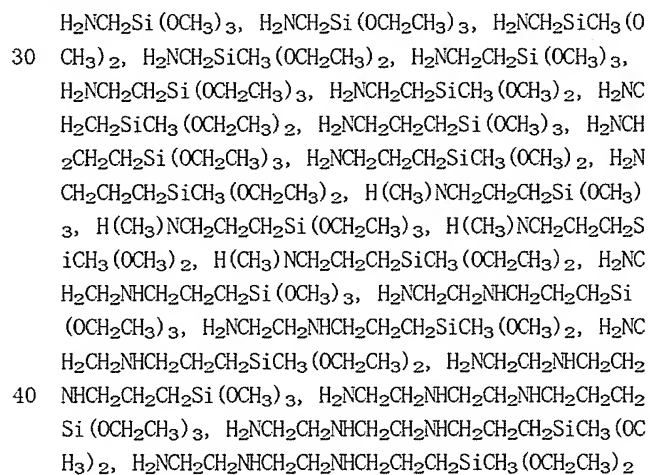 H₂NCH₂Si(OCH₃)₃, H₂NCH₂Si(OCH₂CH₃)₃, H₂NCH₂SiCH₃(O
30 CH₃)₂, H₂NCH₂SiCH₃(OCH₂CH₃)₂, H₂NCH₂CH₂Si(OCH₃)₃,
H₂NCH₂CH₂Si(OCH₂CH₃)₃, H₂NCH₂CH₂SiCH₃(OCH₃)₂, H₂NC
H₂CH₂SiCH₃(OCH₂CH₃)₂, H₂NCH₂CH₂CH₂Si(OCH₃)₃, H₂NCH
₂CH₂CH₂Si(OCH₂CH₃)₃, H₂NCH₂CH₂CH₂SiCH₃(OCH₃)₂, H₂N
CH₂CH₂CH₂SiCH₃(OCH₂CH₃)₂, H(CH₃)NCH₂CH₂CH₂Si(OCH₃)
₃, H(CH₃)NCH₂CH₂CH₂Si(OCH₂CH₃)₃, H(CH₃)NCH₂CH₂CH₂S
iCH₃(OCH₃)₂, H(CH₃)NCH₂CH₂CH₂SiCH₃(OCH₂CH₃)₂, H₂NC
H₂CH₂NHCH₂CH₂CH₂Si(OCH₃)₃, H₂NCH₂CH₂NHCH₂CH₂CH₂Si
(OCH₂CH₃)₃, H₂NCH₂CH₂NHCH₂CH₂CH₂SiCH₃(OCH₃)₂, H₂NC
H₂CH₂NHCH₂CH₂CH₂SiCH₃(OCH₂CH₃)₂, H₂NCH₂CH₂NHCH₂CH₂
40 NHCH₂CH₂CH₂Si(OCH₃)₃, H₂NCH₂CH₂NHCH₂CH₂NHCH₂CH₂CH₂
Si(OCH₂CH₃)₃, H₂NCH₂CH₂NHCH₂CH₂NHCH₂CH₂CH₂SiCH₃(OC
H₃)₂, H₂NCH₂CH₂NHCH₂CH₂NHCH₂CH₂CH₂SiCH₃(OCH₂CH₃)₂